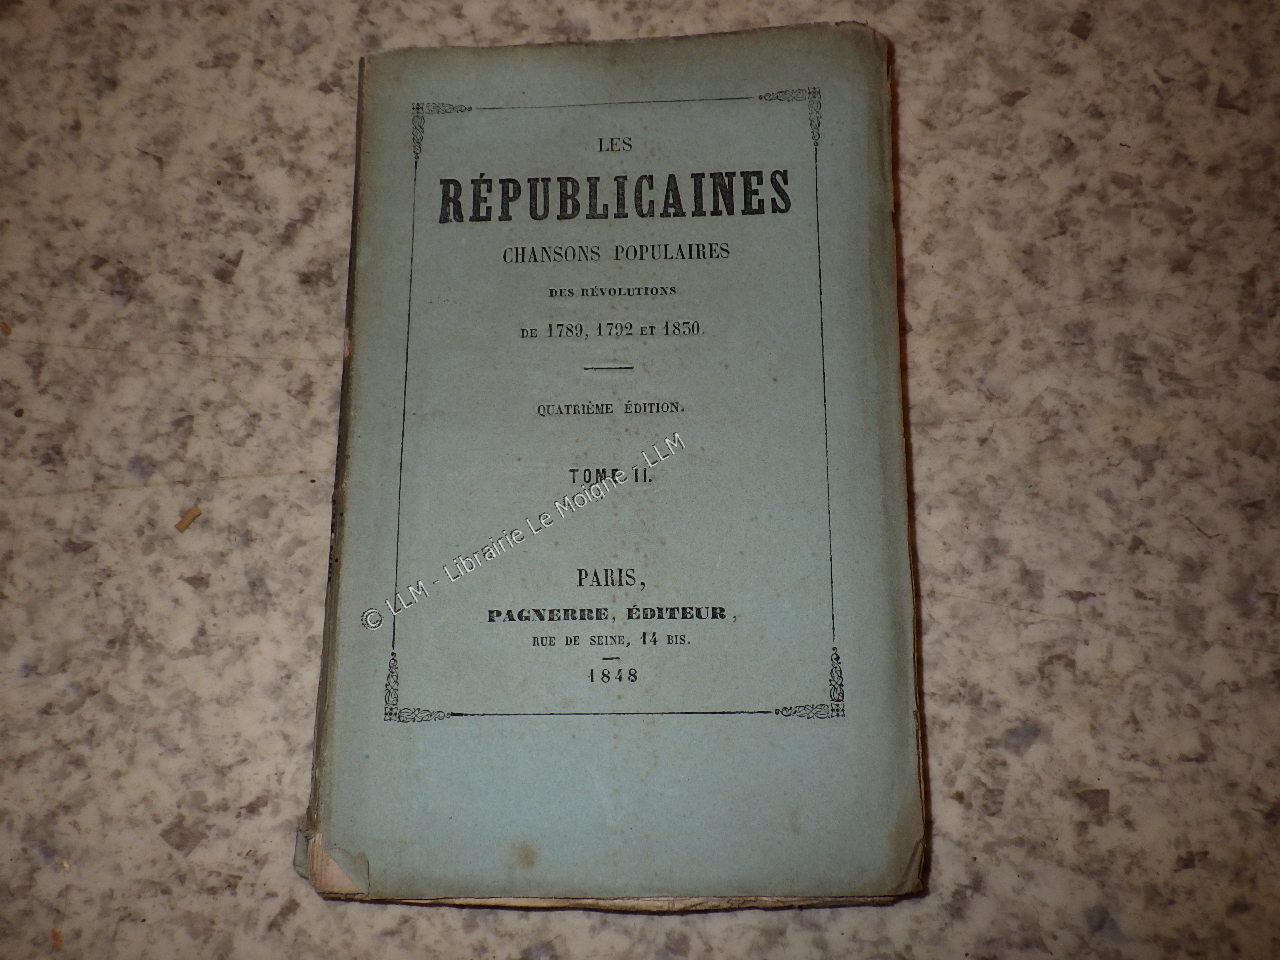 LES
RÉPUBLICAINES
CHANSONS POPULAIRES
DES RÉVOLUTIONS
DE 1789, 1792 ET 1830.
QUATRIÈME ÉDITION.
TOME II.
© LLM - Librairie Le Moigne - LLM
PARIS,
PAGNERRE, ÉDITEUR,
RUE DE SEINE, 14 BIS.
1848